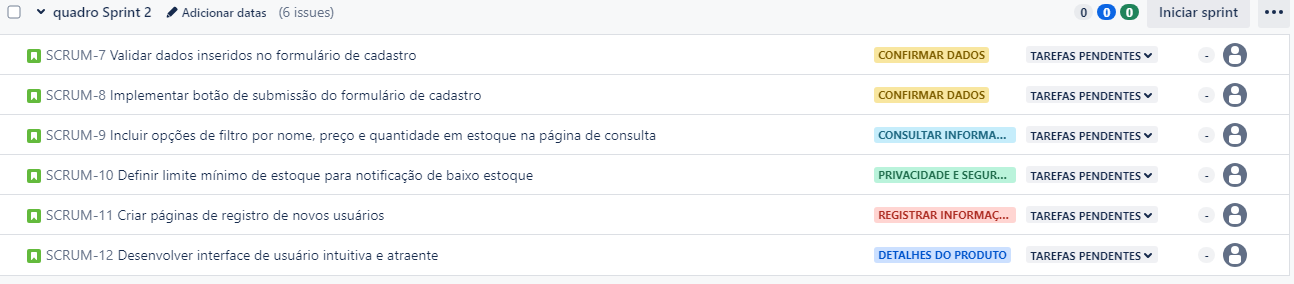 quadro Sprint 2 Adicionar datas (6 issues) 0 0 0 Iniciar sprint
SCRUM-7 Validar dados inseridos no formulário de cadastro CONFIRMAR DADOS TAREFAS PENDENTES -
SCRUM-8 Implementar botão de submissão do formulário de cadastro CONFIRMAR DADOS TAREFAS PENDENTES -
SCRUM-9 Incluir opções de filtro por nome, preço e quantidade em estoque na página de consulta CONSULTAR INFORMA... TAREFAS PENDENTES -
SCRUM-10 Definir limite mínimo de estoque para notificação de baixo estoque PRIVACIDADE E SEGUR... TAREFAS PENDENTES -
SCRUM-11 Criar páginas de registro de novos usuários REGISTRAR INFORMAÇ... TAREFAS PENDENTES -
SCRUM-12 Desenvolver interface de usuário intuitiva e atraente DETALHES DO PRODUTO TAREFAS PENDENTES -